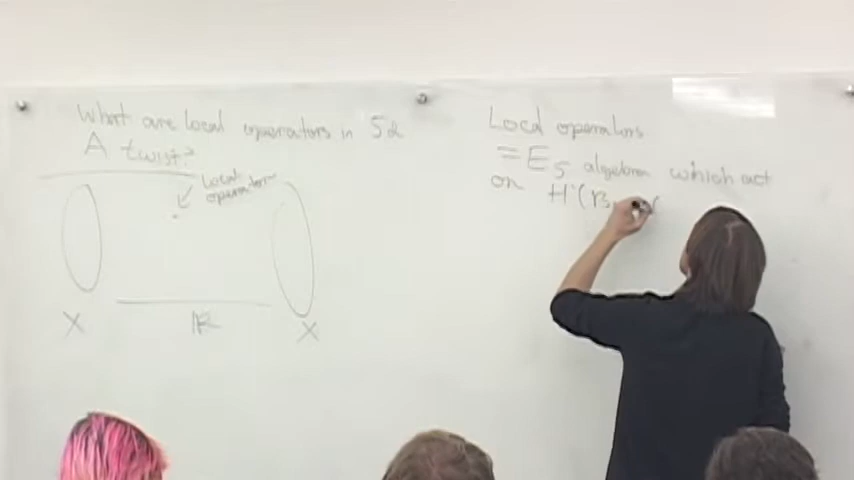 What are local operators in 5d
A twist?
Local
operators
X
R
X
Local operators
= E5 algebra which act
on H·(B